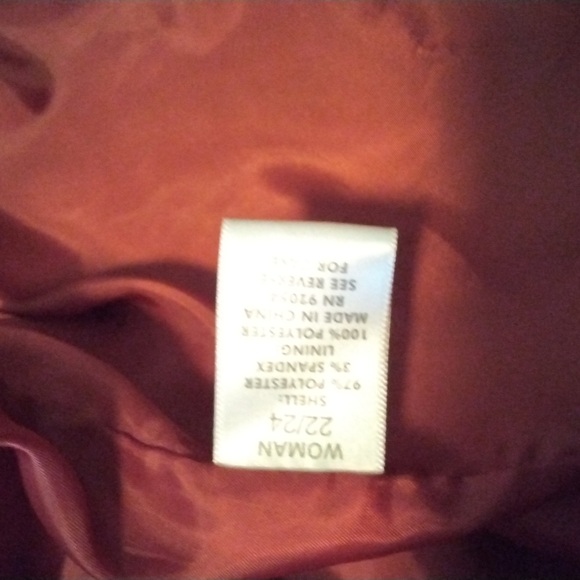 WOMAN
22/24
SHELL:
97% POLYESTER
3% SPANDEX
LINING
100% POLYESTER
MADE IN CHINA
RN
SEE REVERSE
FOR